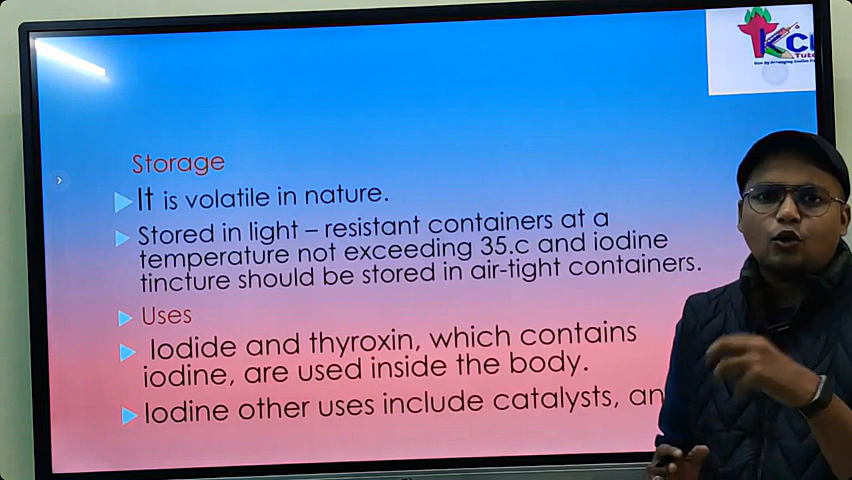 Storage
It is volatile in nature.
Stored in light – resistant containers at a
temperature not exceeding 35.c and iodine
tincture should be stored in air-tight containers.
Uses
Iodide and thyroxin, which contains
iodine, are used inside the body.
Iodine other uses include catalysts, an